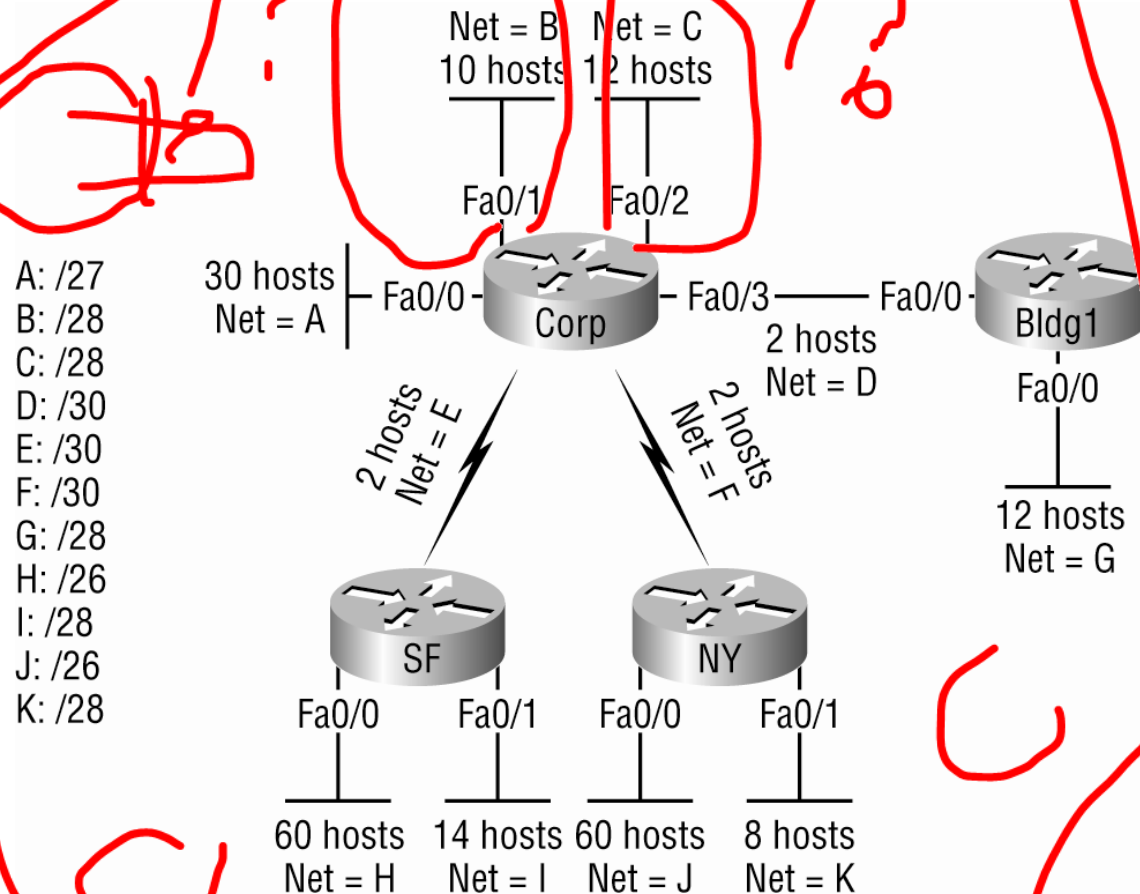 Net = B
10 hosts
Net = C
12 hosts
Fa0/1
Fa0/2
30 hosts
Net = A
Fa0/0
Corp
Fa0/3
2 hosts
Net = D
Fa0/0
Bldg1
Fa0/0
12 hosts
Net = G
A: /27
B: /28
C: /28
D: /30
E: /30
F: /30
G: /28
H: /26
I: /28
J: /26
K: /28
2 hosts
Net = E
2 hosts
Net = F
SF
NY
Fa0/0
Fa0/1
Fa0/0
Fa0/1
60 hosts
Net = H
14 hosts
Net = I
60 hosts
Net = J
8 hosts
Net = K